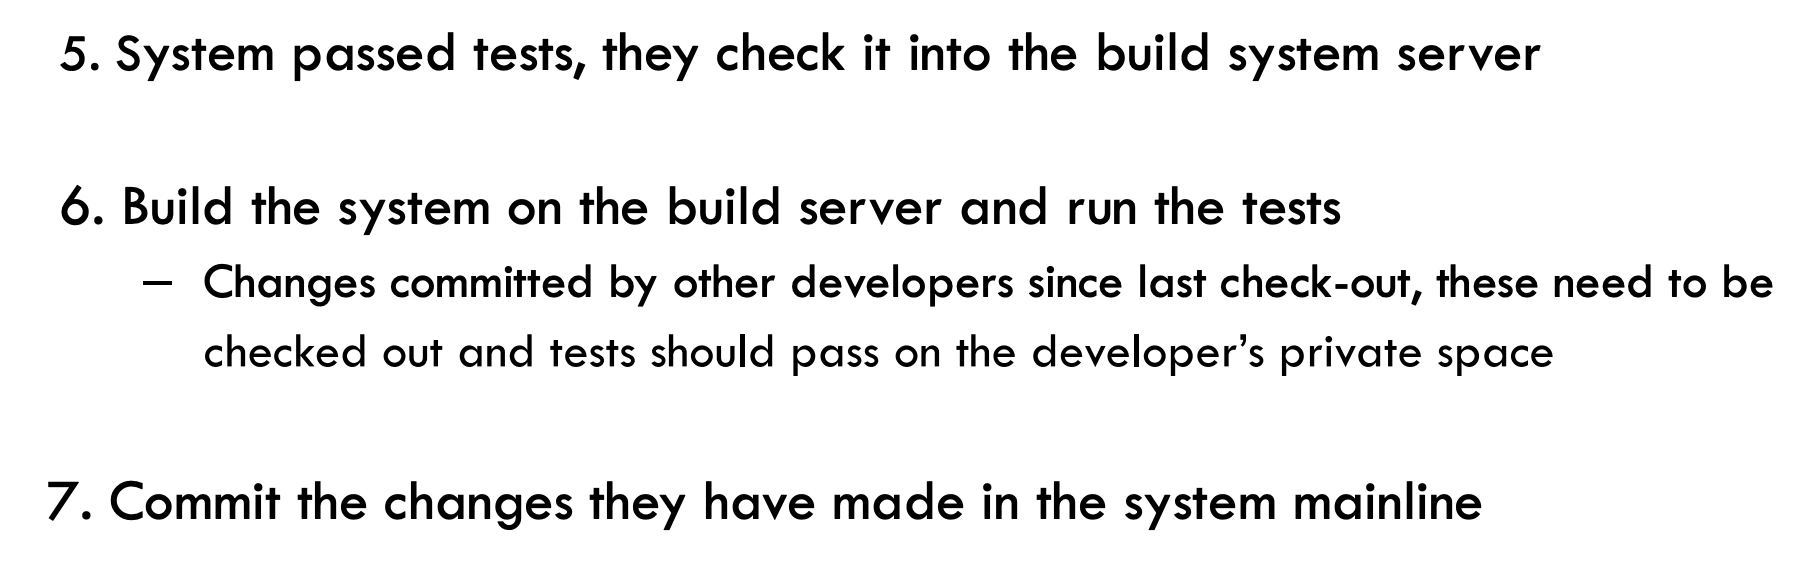 5. System passed tests, they check it into the build system server
6. Build the system on the build server and run the tests
– Changes committed by other developers since last check-out, these need to be
checked out and tests should pass on the developer’s private space
7. Commit the changes they have made in the system mainline